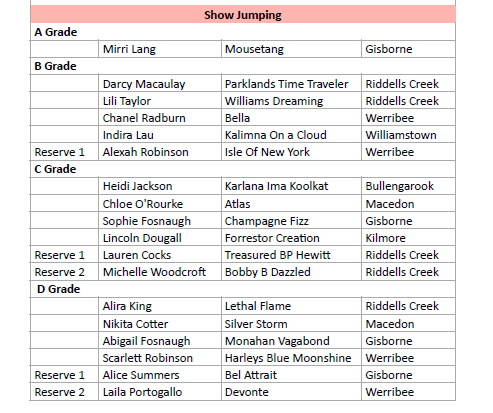 Show Jumping
A Grade
Mirri Lang Mousetang Gisborne
B Grade
Darcy Macaulay Parklands Time Traveler Riddells Creek
Lili Taylor Williams Dreaming Riddells Creek
Chanel Radburn Bella Werribee
Indira Lau Kalimna On a Cloud Williamstown
Reserve 1 Alexah Robinson Isle Of New York Werribee
C Grade
Heidi Jackson Karlana Ima Koolkat Bullengarook
Chloe O'Rourke Atlas Macedon
Sophie Fosnaugh Champagne Fizz Gisborne
Lincoln Dougall Forrestor Creation Kilmore
Reserve 1 Lauren Cocks Treasured BP Hewitt Riddells Creek
Reserve 2 Michelle Woodcroft Bobby B Dazzled Riddells Creek
D Grade
Alira King Lethal Flame Riddells Creek
Nikita Cotter Silver Storm Macedon
Abigail Fosnaugh Monahan Vagabond Gisborne
Scarlett Robinson Harleys Blue Moonshine Werribee
Reserve 1 Alice Summers Bel Attrait Gisborne
Reserve 2 Laila Portogallo Devonte Werribee